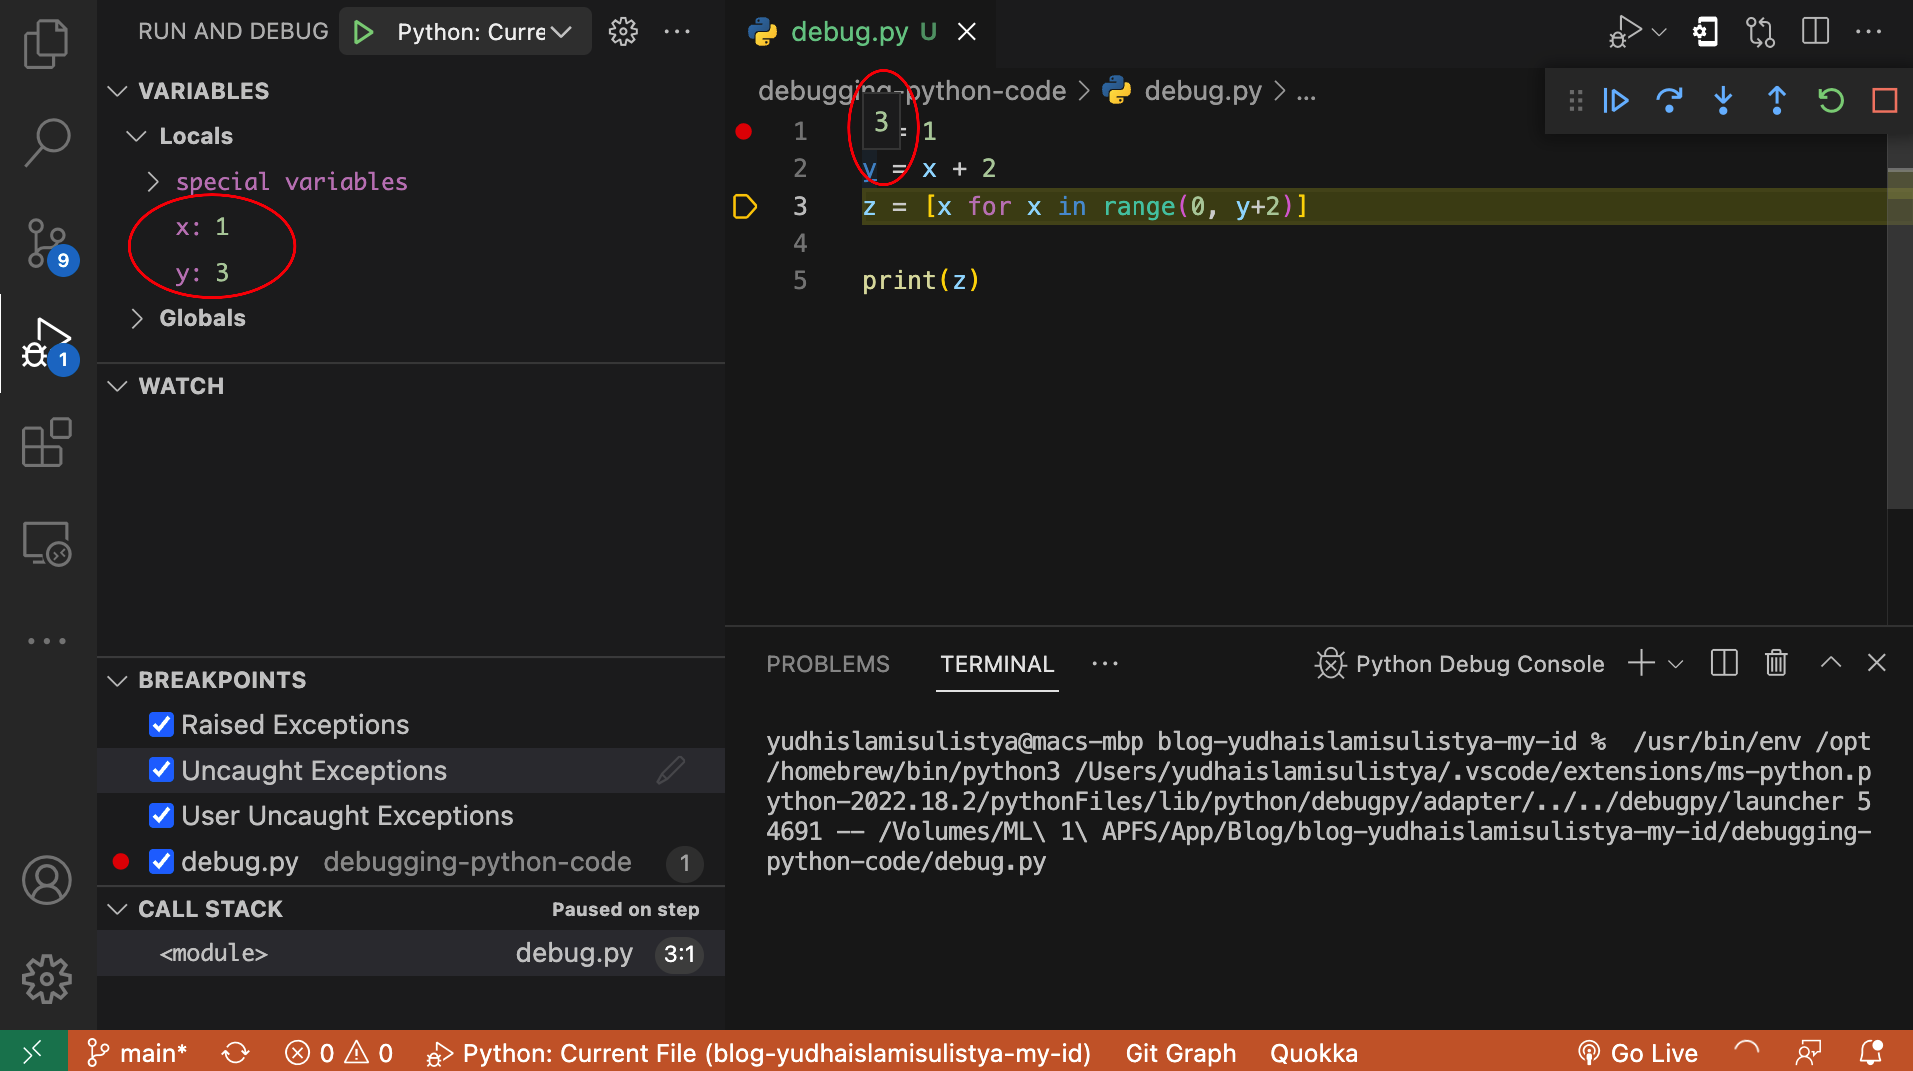 RUN AND DEBUG
Python: Curre
VARIABLES
Locals
special variables
x: 1
y: 3
Globals
WATCH
BREAKPOINTS
Raised Exceptions
Uncaught Exceptions
User Uncaught Exceptions
debug.py debugging-python-code 1
CALL STACK Paused on step
<module> debug.py 3:1
9
1
debug.py U
debugging-python-code > debug.py > ...
3
1 = 1
2 y = x + 2
3 z = [x for x in range(0, y+2)]
4
5 print(z)
PROBLEMS TERMINAL ... Python Debug Console
yudhislamisulistya@macs-mbp blog-yudhaislamisulistya-my-id % /usr/bin/env /opt
/homebrew/bin/python3 /Users/yudhaislamisulistya/.vscode/extensions/ms-python.p
ython-2022.18.2/pythonFiles/lib/python/debugpy/adapter/../../debugpy/launcher 5
4691 -- /Volumes/ML\ 1\ APFS/App/Blog/blog-yudhaislamisulistya-my-id/debugging-
python-code/debug.py
main* 0 0 Python: Current File (blog-yudhaislamisulistya-my-id) Git Graph Quokka Go Live